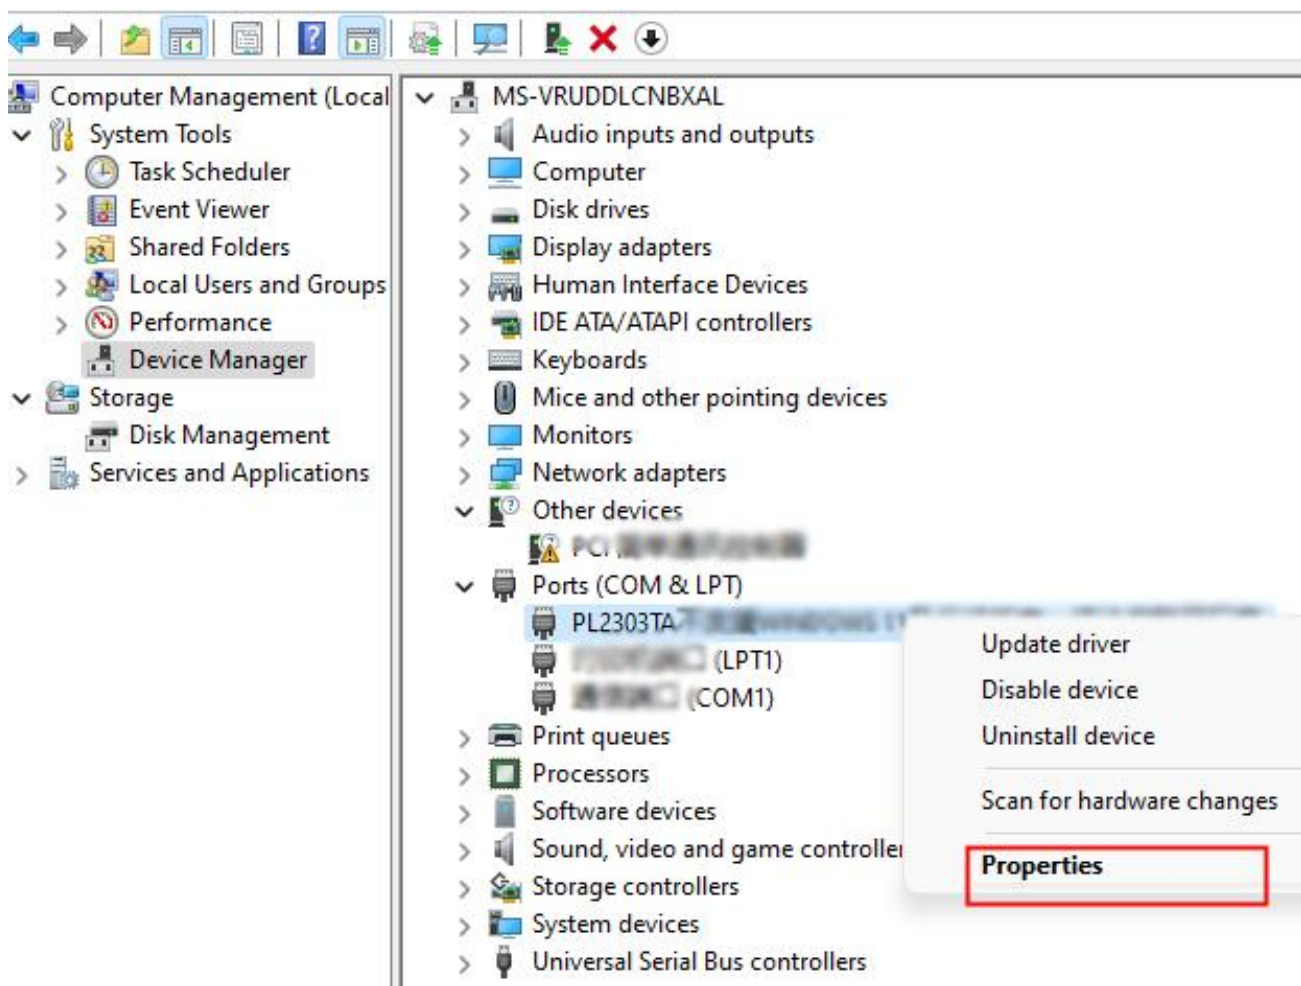 Computer Management (Local
System Tools
Task Scheduler
Event Viewer
Shared Folders
Local Users and Groups
Performance
Device Manager
Storage
Disk Management
Services and Applications
MS-VRUDDLCNBXAL
Audio inputs and outputs
Computer
Disk drives
Display adapters
Human Interface Devices
IDE ATA/ATAPI controllers
Keyboards
Mice and other pointing devices
Monitors
Network adapters
Other devices
PCI
Ports (COM & LPT)
PL2303TA
(LPT1)
(COM1)
Print queues
Processors
Software devices
Sound, video and game controller
Storage controllers
System devices
Universal Serial Bus controllers
Update driver
Disable device
Uninstall device
Scan for hardware changes
Properties